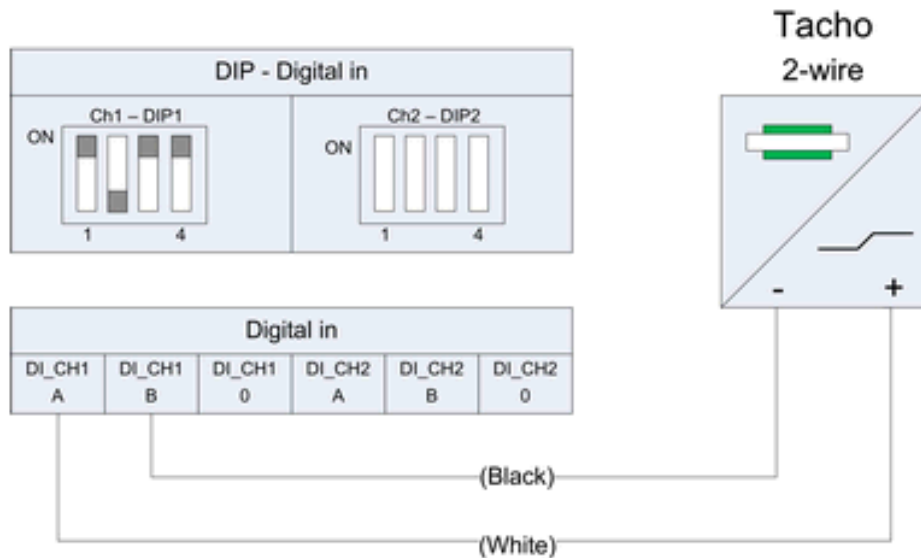 Tacho
2-wire
DIP - Digital in
Ch1 – DIP1
Ch2 – DIP2
ON
ON
1 4
1 4
- +
Digital in
DI_CH1 DI_CH1 DI_CH1 DI_CH2 DI_CH2 DI_CH2
A B 0 A B 0
(Black)
(White)